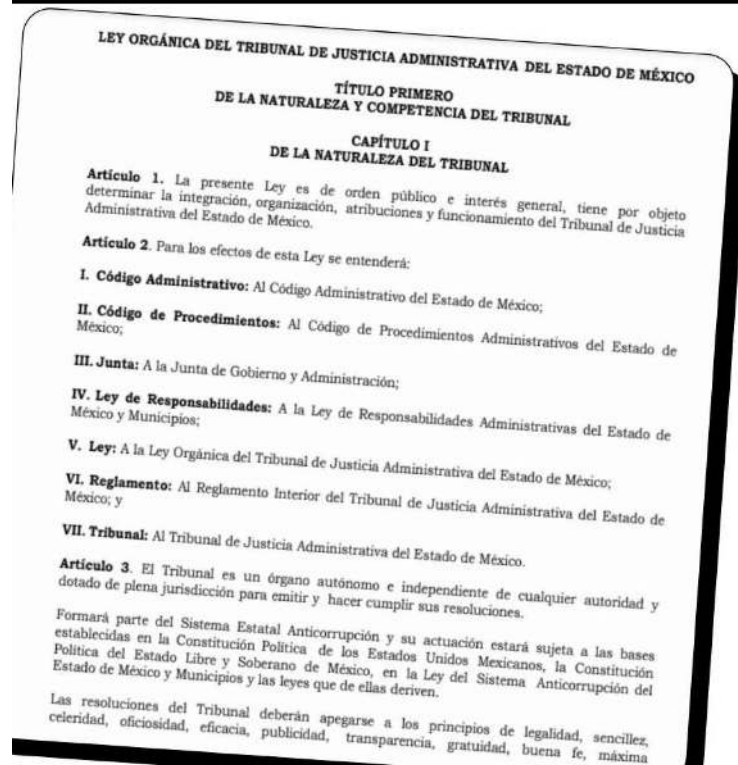 LEY ORGÁNICA DEL TRIBUNAL DE JUSTICIA ADMINISTRATIVA DEL ESTADO DE MÉXICO
TÍTULO PRIMERO
DE LA NATURALEZA Y COMPETENCIA DEL TRIBUNAL
CAPÍTULO I
DE LA NATURALEZA DEL TRIBUNAL
Artículo 1. La presente Ley es de orden público e interés general, tiene por objeto
determinar la integración, organización, atribuciones y funcionamiento del Tribunal de Justicia
Administrativa del Estado de México.
Artículo 2. Para los efectos de esta Ley se entenderá:
I. Código Administrativo: Al Código Administrativo del Estado de México;
II. Código de Procedimientos: Al Código de Procedimientos Administrativos del Estado de
México;
III. Junta: A la Junta de Gobierno y Administración;
IV. Ley de Responsabilidades: A la Ley de Responsabilidades Administrativas del Estado de
México y Municipios;
V. Ley: A la Ley Orgánica del Tribunal de Justicia Administrativa del Estado de México;
VI. Reglamento: Al Reglamento Interior del Tribunal de Justicia Administrativa del Estado de
México; y
VII. Tribunal: Al Tribunal de Justicia Administrativa del Estado de México.
Artículo 3. El Tribunal es un órgano autónomo e independiente de cualquier autoridad y
dotado de plena jurisdicción para emitir y hacer cumplir sus resoluciones.
Formará parte del Sistema Estatal Anticorrupción y su actuación estará sujeta a las bases
establecidas en la Constitución Política de los Estados Unidos Mexicanos, la Constitución
Política del Estado Libre y Soberano de México, en la Ley del Sistema Anticorrupción del
Estado de México y Municipios y las leyes que de ellas deriven.
Las resoluciones del Tribunal deberán apegarse a los principios de legalidad, sencillez,
celeridad, oficiosidad, eficacia, publicidad, transparencia, gratuidad, buena fe, máxima